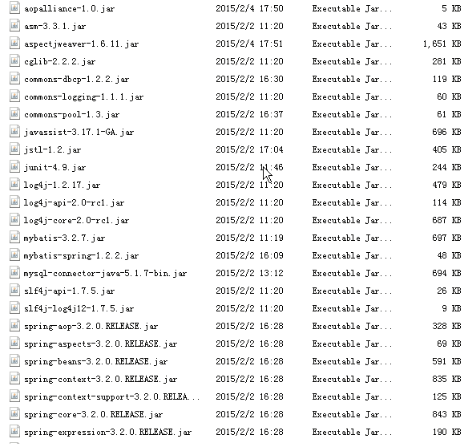 aopalliance-1.0.jar 2015/2/4 17:50 Executable Jar... 5 KB
asm-3.3.1.jar 2015/2/2 11:20 Executable Jar... 43 KB
aspectjweaver-1.6.11.jar 2015/2/4 17:51 Executable Jar... 1,651 KB
cglib-2.2.2.jar 2015/2/2 11:20 Executable Jar... 281 KB
commons-dbcp-1.2.2.jar 2015/2/2 16:30 Executable Jar... 119 KB
commons-logging-1.1.1.jar 2015/2/2 11:20 Executable Jar... 60 KB
commons-pool-1.3.jar 2015/2/2 16:37 Executable Jar... 61 KB
javassist-3.17.1-GA.jar 2015/2/2 11:20 Executable Jar... 696 KB
jstl-1.2.jar 2015/2/2 17:04 Executable Jar... 405 KB
junit-4.9.jar 2015/2/2 11:46 Executable Jar... 244 KB
log4j-1.2.17.jar 2015/2/2 11:20 Executable Jar... 479 KB
log4j-api-2.0-rc1.jar 2015/2/2 11:20 Executable Jar... 114 KB
log4j-core-2.0-rc1.jar 2015/2/2 11:20 Executable Jar... 687 KB
mybatis-3.2.7.jar 2015/2/2 11:19 Executable Jar... 697 KB
mybatis-spring-1.2.2.jar 2015/2/2 16:09 Executable Jar... 48 KB
mysql-connector-java-5.1.7-bin.jar 2015/2/2 13:12 Executable Jar... 694 KB
slf4j-api-1.7.5.jar 2015/2/2 11:20 Executable Jar... 26 KB
slf4j-log4j12-1.7.5.jar 2015/2/2 11:20 Executable Jar... 9 KB
spring-aop-3.2.0.RELEASE.jar 2015/2/2 16:28 Executable Jar... 328 KB
spring-aspects-3.2.0.RELEASE.jar 2015/2/2 16:28 Executable Jar... 69 KB
spring-beans-3.2.0.RELEASE.jar 2015/2/2 16:28 Executable Jar... 591 KB
spring-context-3.2.0.RELEASE.jar 2015/2/2 16:28 Executable Jar... 835 KB
spring-context-support-3.2.0.RELEA... 2015/2/2 16:28 Executable Jar... 125 KB
spring-core-3.2.0.RELEASE.jar 2015/2/2 16:28 Executable Jar... 843 KB
spring-expression-3.2.0.RELEASE.jar 2015/2/2 16:28 Executable Jar... 190 KB